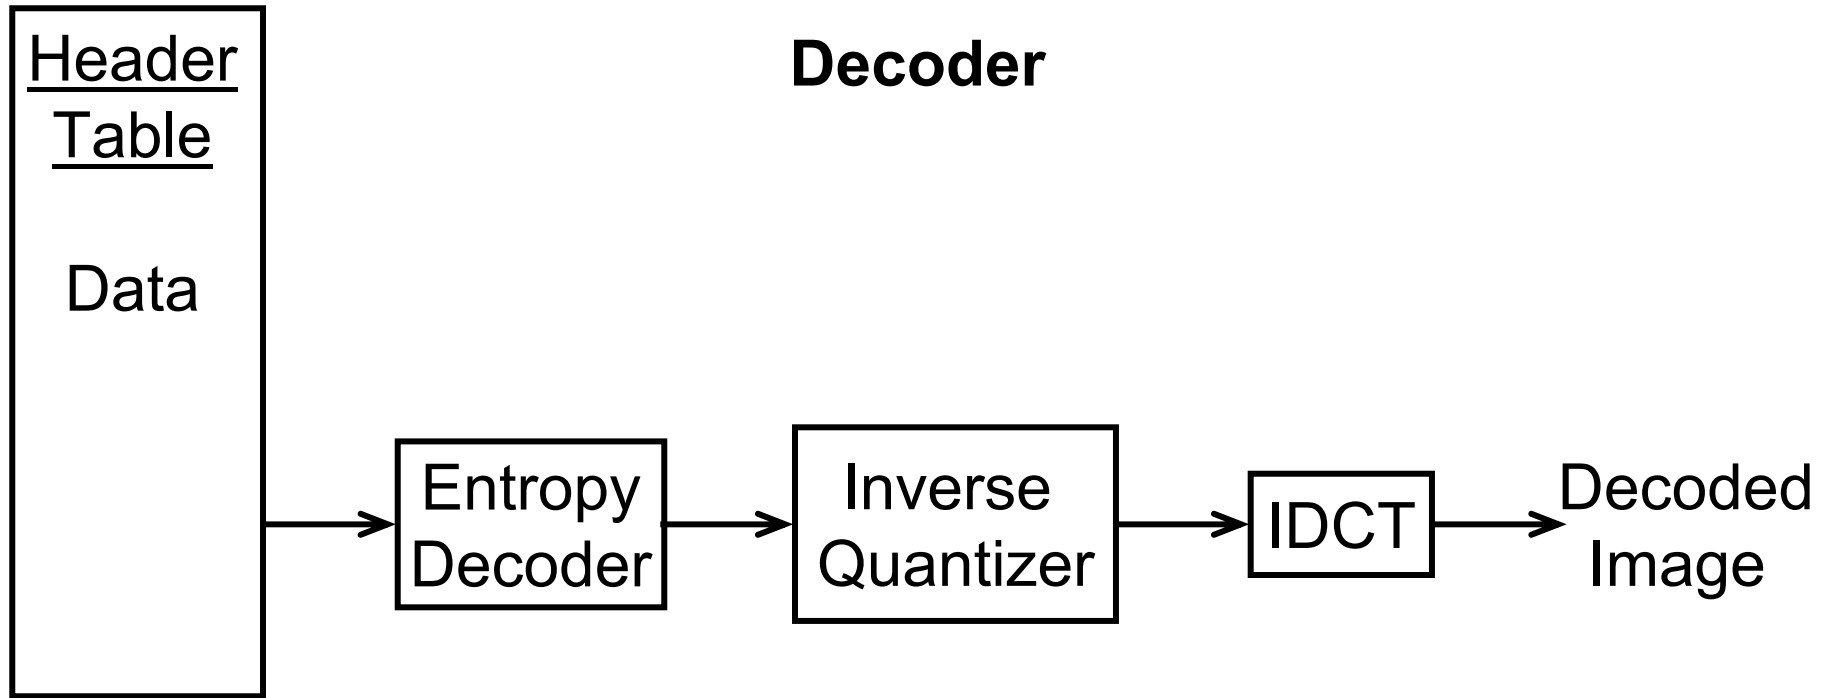 Header
Table
Data
Decoder
Entropy
Decoder
Inverse
Quantizer
IDCT
Decoded
Image